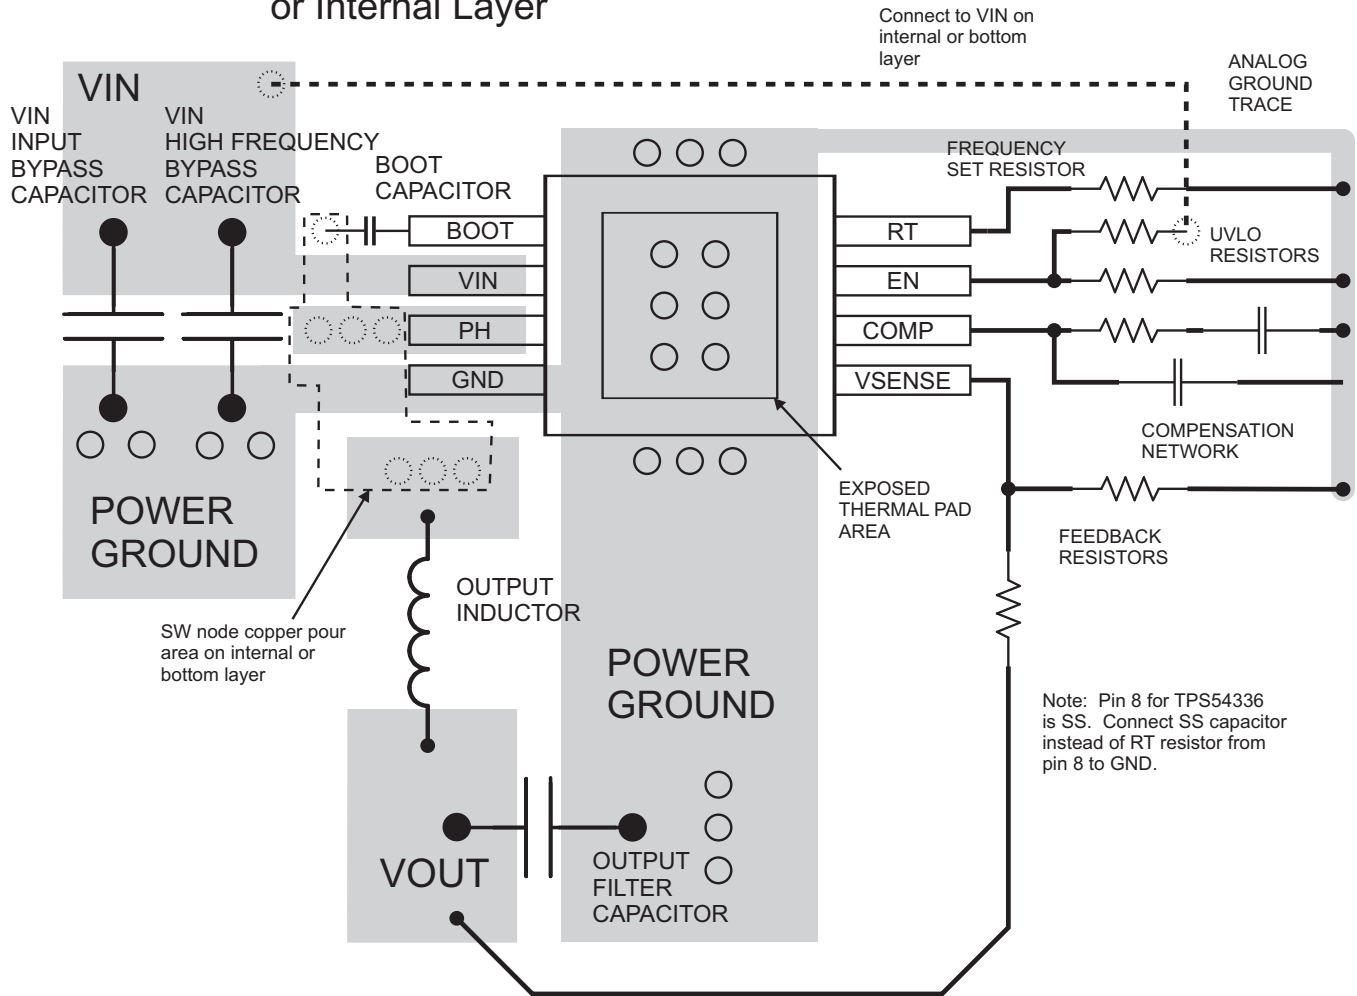 or Internal Layer
Connect to VIN on
internal or bottom
layer
ANALOG
GROUND
TRACE
VIN
VIN
INPUT
BYPASS
CAPACITOR
VIN
HIGH FREQUENCY
BYPASS
CAPACITOR
BOOT
CAPACITOR
FREQUENCY
SET RESISTOR
BOOT
VIN
PH
GND
RT
EN
COMP
VSENSE
UVLO
RESISTORS
COMPENSATION
NETWORK
EXPOSED
THERMAL PAD
AREA
FEEDBACK
RESISTORS
POWER
GROUND
OUTPUT
INDUCTOR
SW node copper pour
area on internal or
bottom layer
POWER
GROUND
Note: Pin 8 for TPS54336
is SS. Connect SS capacitor
instead of RT resistor from
pin 8 to GND.
VOUT
OUTPUT
FILTER
CAPACITOR